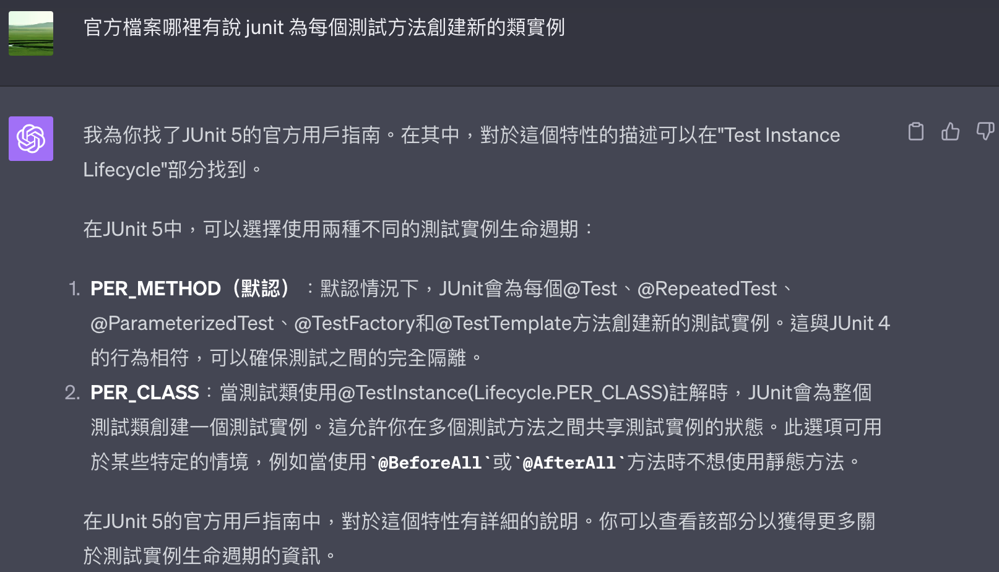 官方檔案哪裡有說 junit 為每個測試方法創建新的類實例
我為你找了JUnit 5的官方用戶指南。在其中，對於這個特性的描述可以在"Test Instance
Lifecycle"部分找到。
在JUnit 5中，可以選擇使用兩種不同的測試實例生命週期：
1. PER_METHOD（默認）：默認情況下，JUnit會為每個@Test、@RepeatedTest、
@ParameterizedTest、@TestFactory和@TestTemplate方法創建新的測試實例。這與JUnit 4
的行為相符，可以確保測試之間的完全隔離。
2. PER_CLASS：當測試類使用@TestInstance(Lifecycle.PER_CLASS)註解時，JUnit會為整個
測試類創建一個測試實例。這允許你在多個測試方法之間共享測試實例的狀態。此選項可用
於某些特定的情境，例如當使用`@BeforeAll`或`@AfterAll`方法時不想使用靜態方法。
在JUnit 5的官方用戶指南中，對於這個特性有詳細的說明。你可以查看該部分以獲得更多關
於測試實例生命週期的資訊。